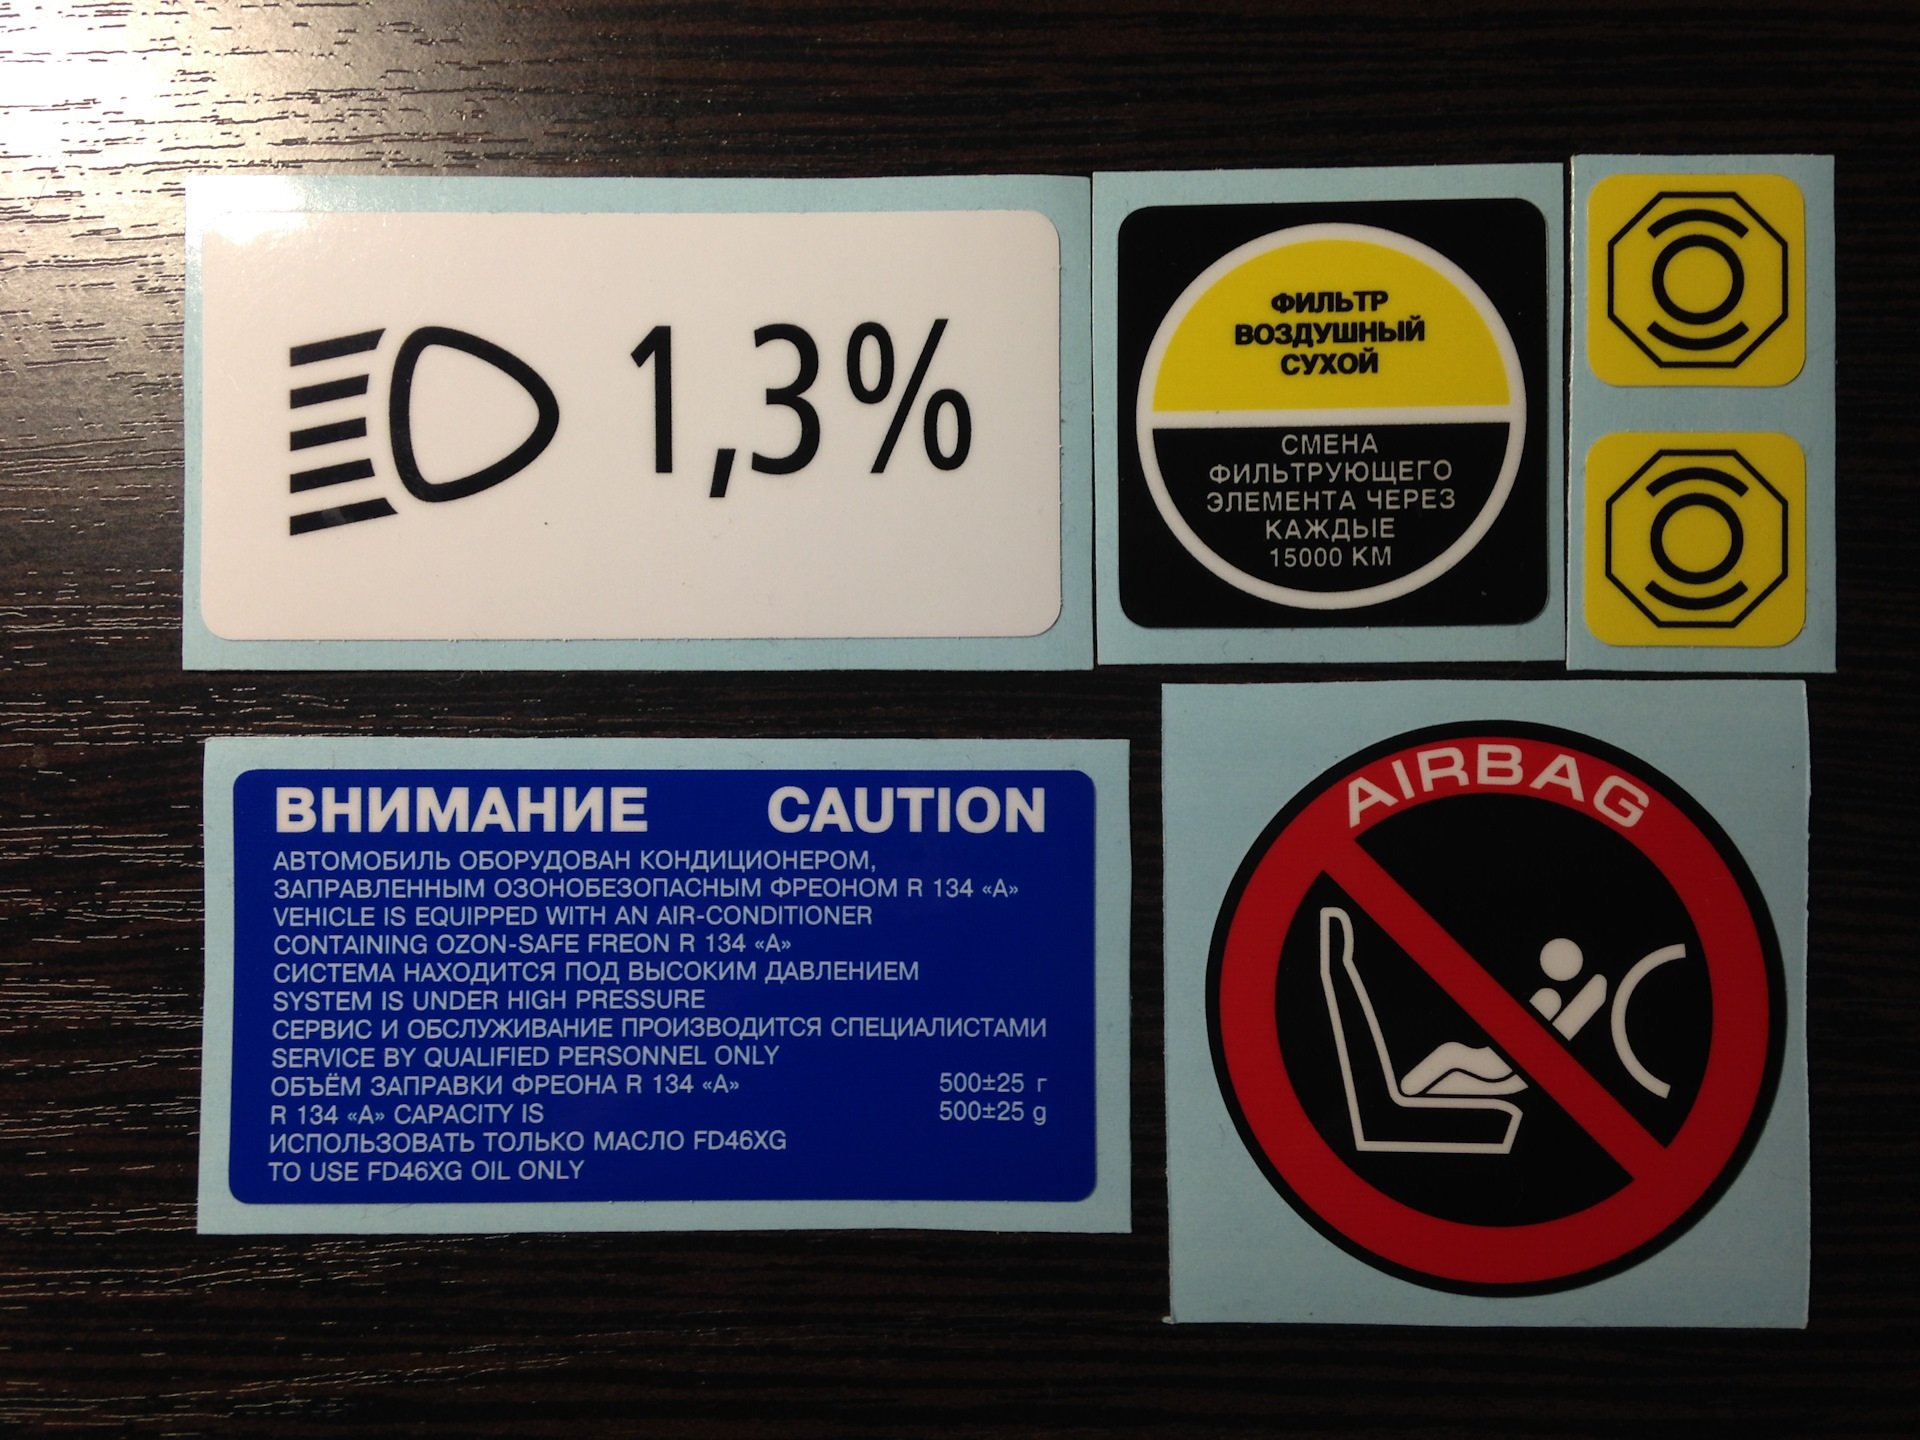 1,3%
ФИЛЬТР
ВОЗДУШНЫЙ
СУХОЙ
СМЕНА
ФИЛЬТРУЮЩЕГО
ЭЛЕМЕНТА ЧЕРЕЗ
КАЖДЫЕ
15000 КМ
ВНИМАНИЕ CAUTION
АВТОМОБИЛЬ ОБОРУДОВАН КОНДИЦИОНЕРОМ,
ЗАПРАВЛЕННЫМ ОЗОНОБЕЗОПАСНЫМ ФРЕОНОМ R 134 «A»
VEHICLE IS EQUIPPED WITH AN AIR-CONDITIONER
CONTAINING OZON-SAFE FREON R 134 «A»
СИСТЕМА НАХОДИТСЯ ПОД ВЫСОКИМ ДАВЛЕНИЕМ
SYSTEM IS UNDER HIGH PRESSURE
СЕРВИС И ОБСЛУЖИВАНИЕ ПРОИЗВОДИТСЯ СПЕЦИАЛИСТАМИ
SERVICE BY QUALIFIED PERSONNEL ONLY
ОБЪЁМ ЗАПРАВКИ ФРЕОНА R 134 «A» 500±25 г
R 134 «A» CAPACITY IS 500±25 g
ИСПОЛЬЗОВАТЬ ТОЛЬКО МАСЛО FD46XG
TO USE FD46XG OIL ONLY
AIRBAG